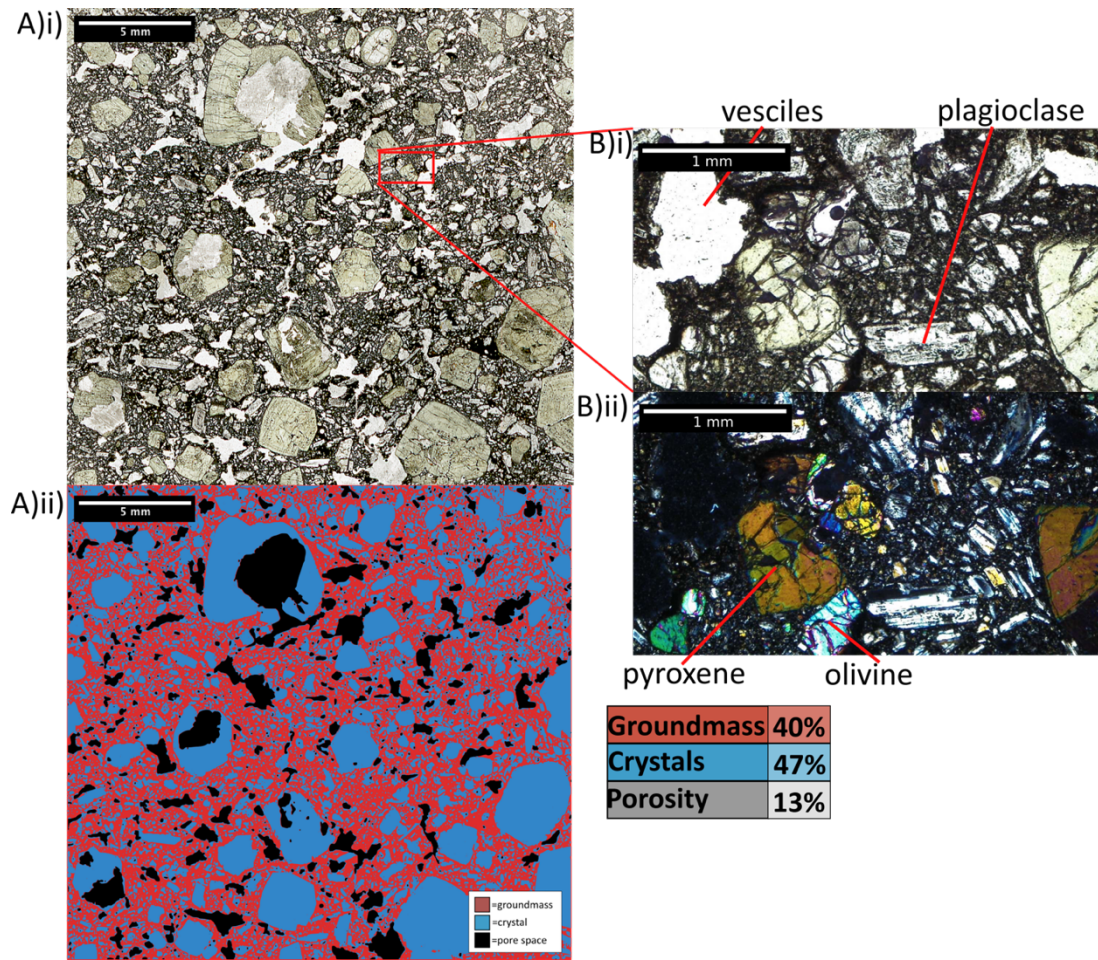 A)i)
5 mm
vesciles
plagioclase
B)i)
1 mm
B)ii)
1 mm
A)ii)
5 mm
pyroxene
olivine
Groundmass 40%
Crystals 47%
Porosity 13%
=groundmass
=crystal
=pore space